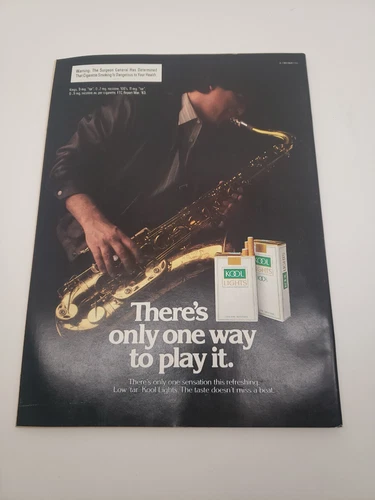 Warning: The Surgeon General Has Determined
That Cigarette Smoking Is Dangerous to Your Health.
There's
only one way
to play it.
KOOL
LIGHTS
LIGHTS
KOOL
There's only one sensation this refreshing.
Low 'tar' Kool Lights. The taste doesn't miss a beat.